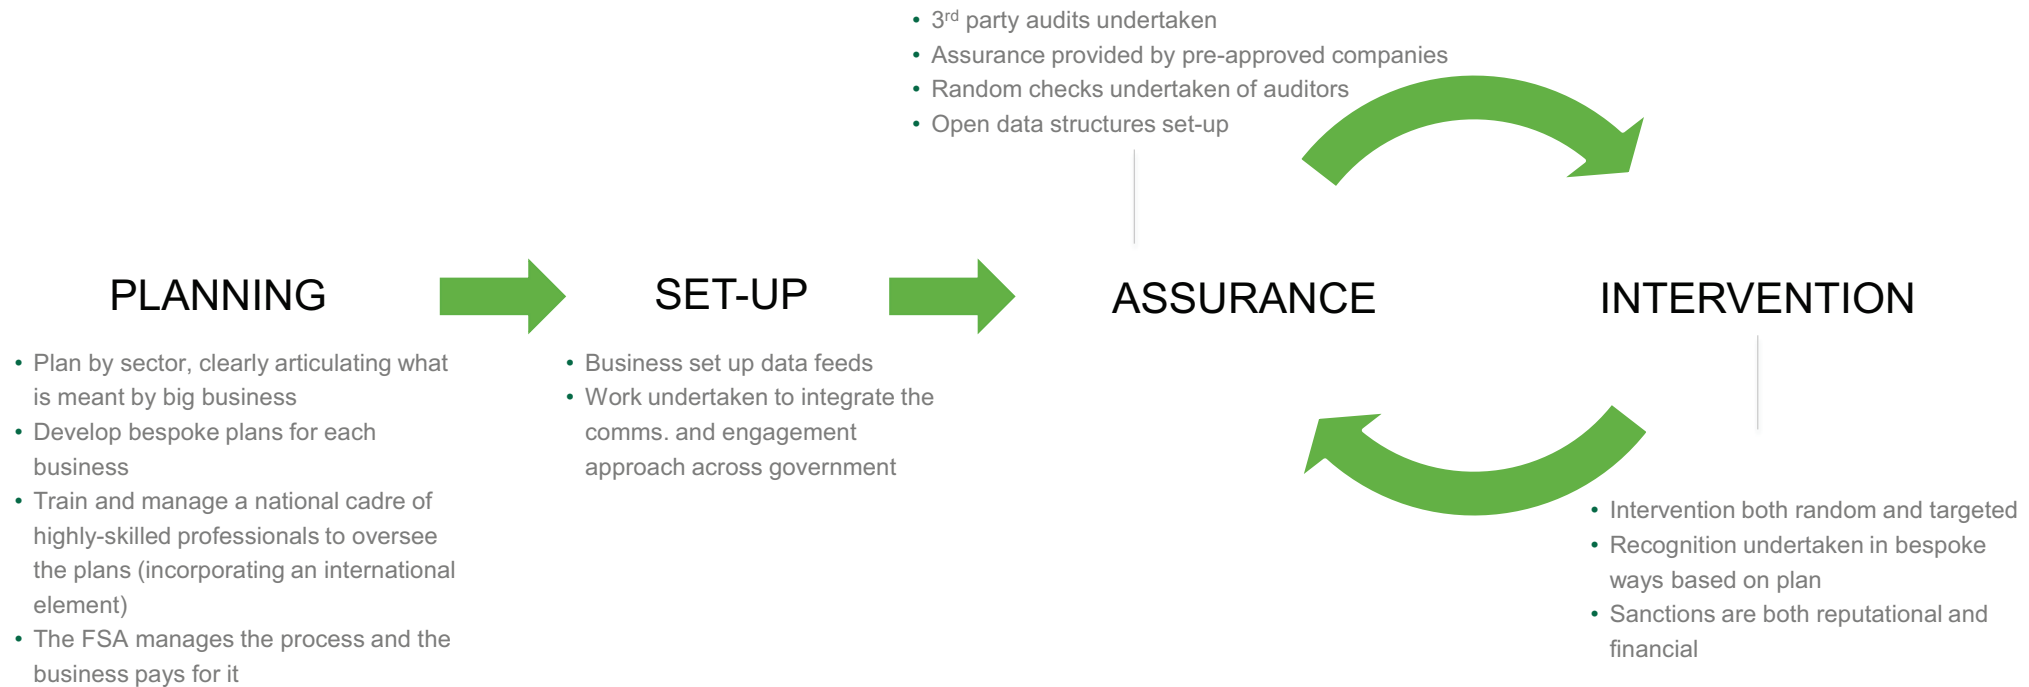 • 3rd party audits undertaken
• Assurance provided by pre-approved companies
• Random checks undertaken of auditors
• Open data structures set-up
PLANNING
SET-UP
ASSURANCE
INTERVENTION
• Plan by sector, clearly articulating what
is meant by big business
• Develop bespoke plans for each
business
• Train and manage a national cadre of
highly-skilled professionals to oversee
the plans (incorporating an international
element)
• The FSA manages the process and the
business pays for it
• Business set up data feeds
• Work undertaken to integrate the
comms. and engagement
approach across government
• Intervention both random and targeted
• Recognition undertaken in bespoke
ways based on plan
• Sanctions are both reputational and
financial